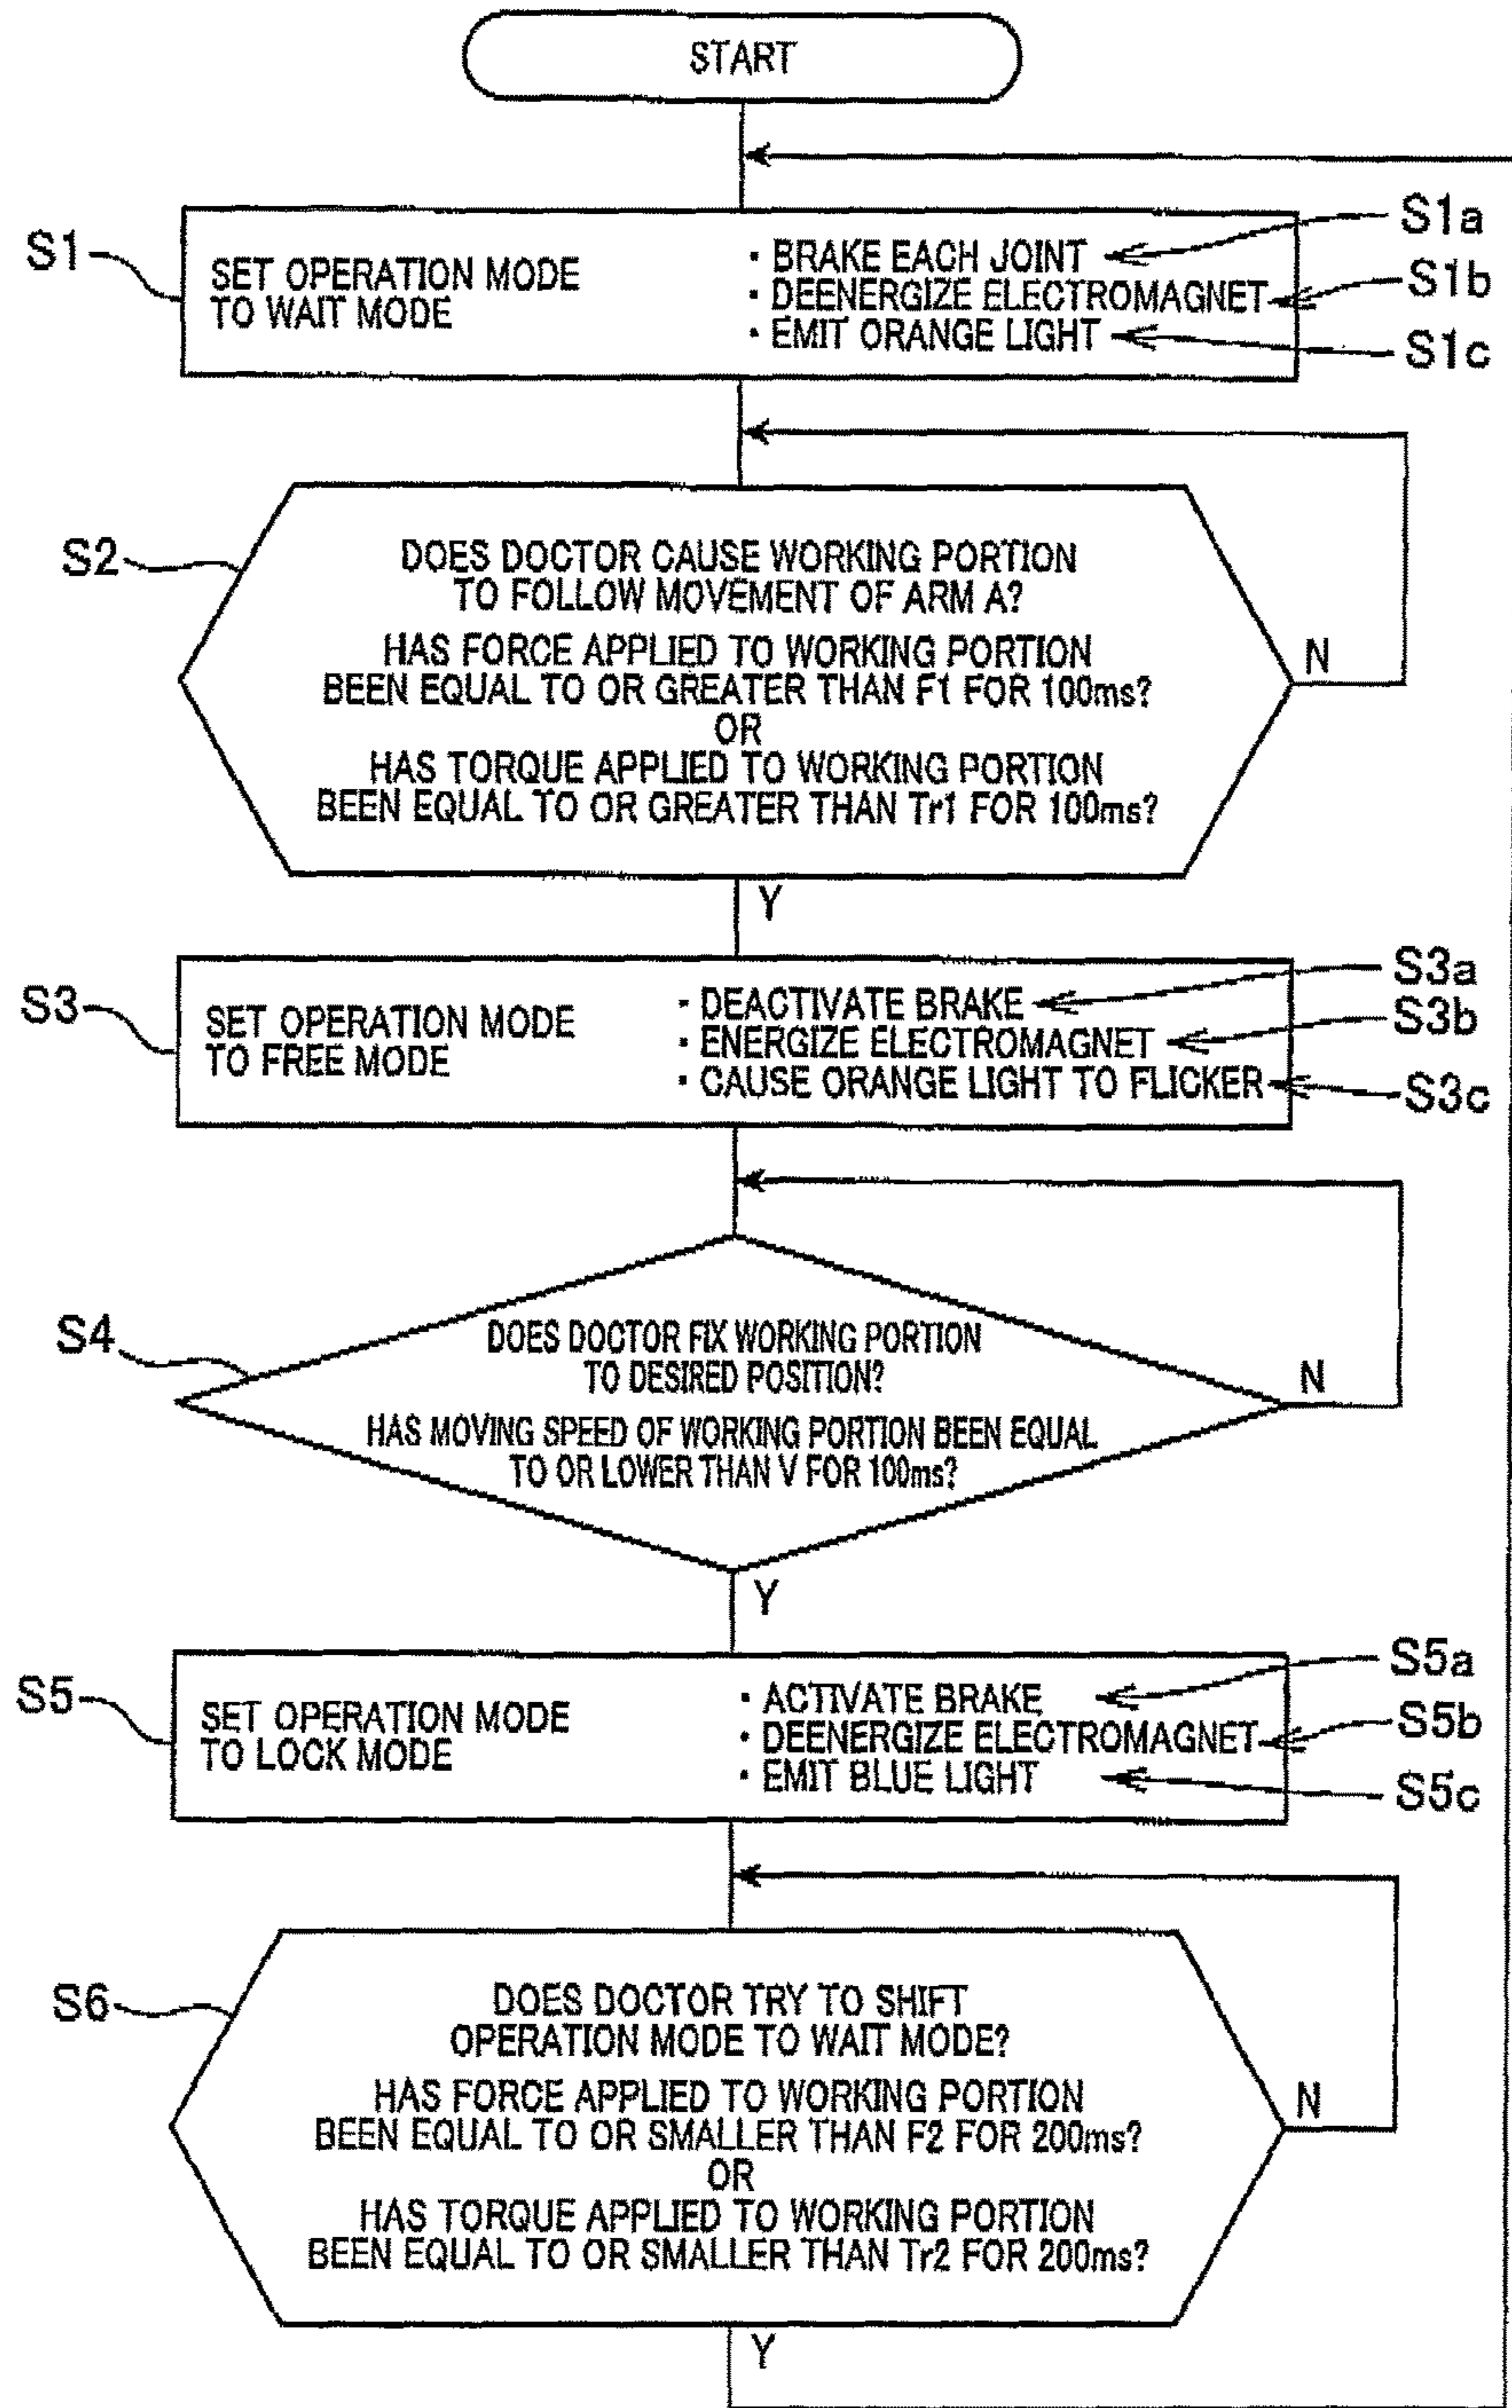 START
S1
SET OPERATION MODE
TO WAIT MODE
· BRAKE EACH JOINT
· DEENERGIZE ELECTROMAGNET
· EMIT ORANGE LIGHT
S1a
S1b
S1c
S2
DOES DOCTOR CAUSE WORKING PORTION
TO FOLLOW MOVEMENT OF ARM A?
HAS FORCE APPLIED TO WORKING PORTION
BEEN EQUAL TO OR GREATER THAN F1 FOR 100ms?
OR
HAS TORQUE APPLIED TO WORKING PORTION
BEEN EQUAL TO OR GREATER THAN Tr1 FOR 100ms?
N
Y
S3
SET OPERATION MODE
TO FREE MODE
· DEACTIVATE BRAKE
· ENERGIZE ELECTROMAGNET
· CAUSE ORANGE LIGHT TO FLICKER
S3a
S3b
S3c
S4
DOES DOCTOR FIX WORKING PORTION
TO DESIRED POSITION?
HAS MOVING SPEED OF WORKING PORTION BEEN EQUAL
TO OR LOWER THAN V FOR 100ms?
N
Y
S5
SET OPERATION MODE
TO LOCK MODE
· ACTIVATE BRAKE
· DEENERGIZE ELECTROMAGNET
· EMIT BLUE LIGHT
S5a
S5b
S5c
S6
DOES DOCTOR TRY TO SHIFT
OPERATION MODE TO WAIT MODE?
HAS FORCE APPLIED TO WORKING PORTION
BEEN EQUAL TO OR SMALLER THAN F2 FOR 200ms?
OR
HAS TORQUE APPLIED TO WORKING PORTION
BEEN EQUAL TO OR SMALLER THAN Tr2 FOR 200ms?
N
Y